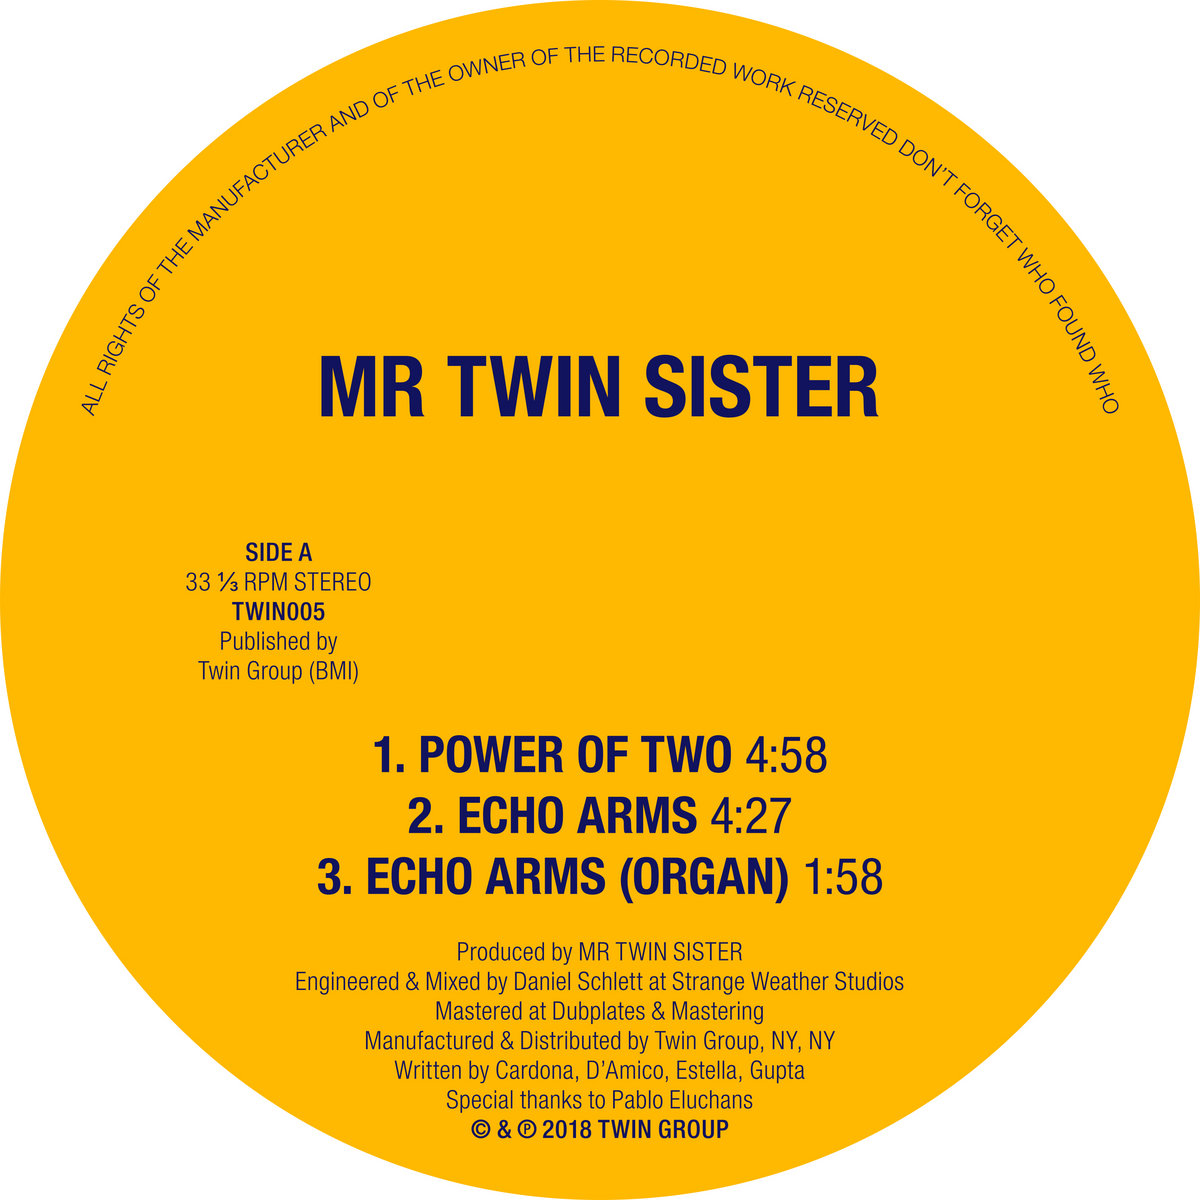 ALL RIGHTS OF THE MANUFACTURER AND OF THE OWNER OF THE RECORDED WORK RESERVED DON'T FORGET WHO FOUND WHO
MR TWIN SISTER
SIDE A
33 ⅓ RPM STEREO
TWIN005
Published by
Twin Group (BMI)
1. POWER OF TWO 4:58
2. ECHO ARMS 4:27
3. ECHO ARMS (ORGAN) 1:58
Produced by MR TWIN SISTER
Engineered & Mixed by Daniel Schlett at Strange Weather Studios
Mastered at Dubplates & Mastering
Manufactured & Distributed by Twin Group, NY, NY
Written by Cardona, D'Amico, Estella, Gupta
Special thanks to Pablo Eluchans
© & ℗ 2018 TWIN GROUP